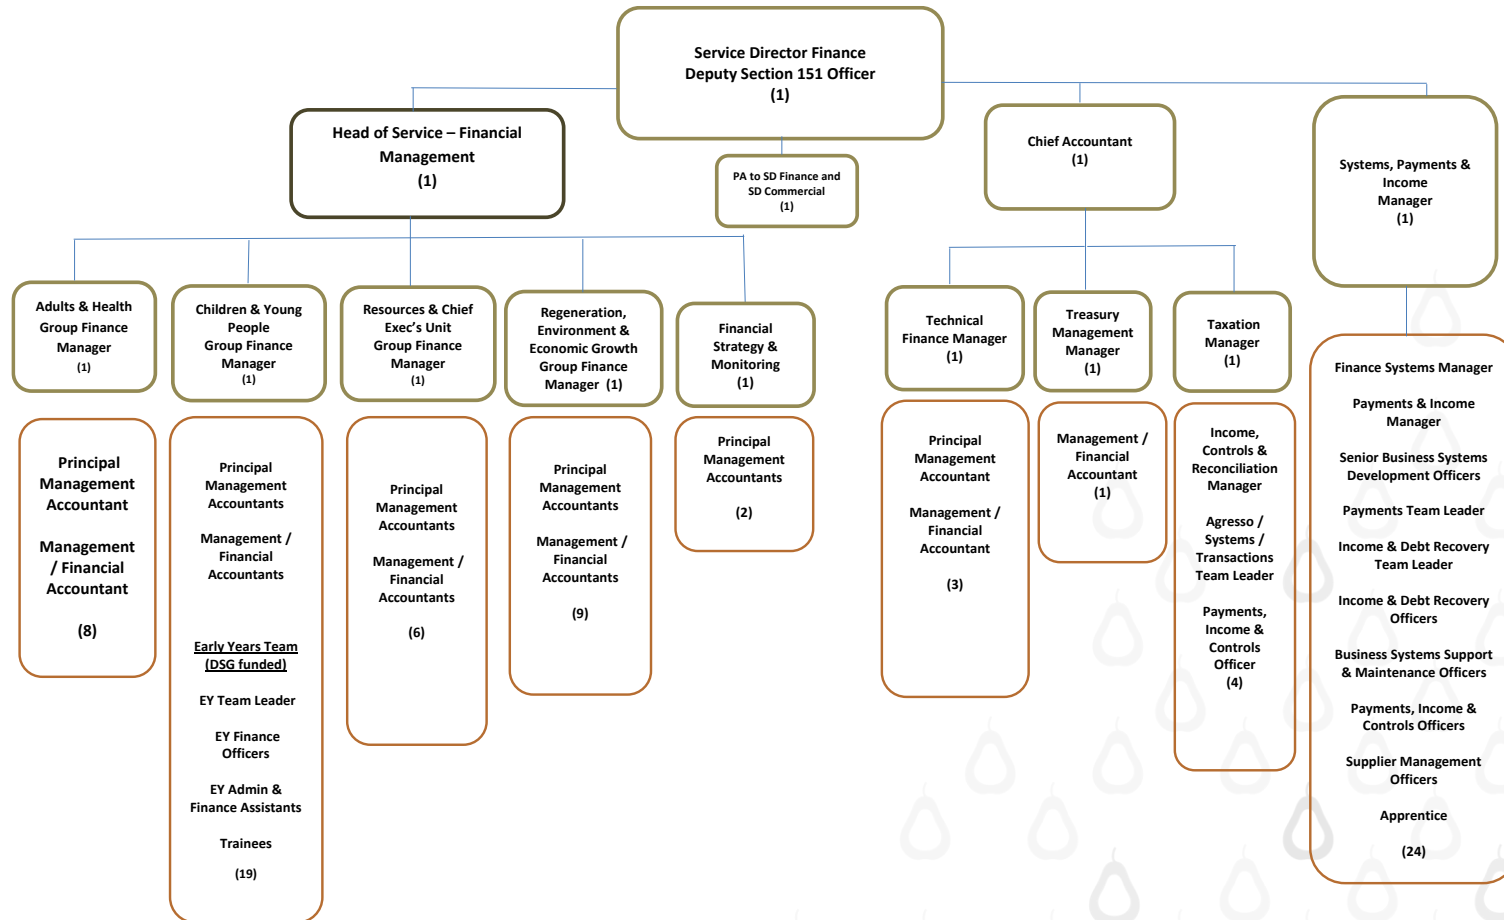 Service Director Finance
Deputy Section 151 Officer
(1)
Head of Service – Financial
Management
(1)
PA to SD Finance and
SD Commercial
(1)
Chief Accountant
(1)
Systems, Payments &
Income
Manager
(1)
Adults & Health
Group Finance
Manager
(1)
Children & Young
People
Group Finance
Manager
(1)
Resources & Chief
Exec's Unit
Group Finance
Manager
(1)
Regeneration,
Environment &
Economic Growth
Group Finance
Manager (1)
Financial
Strategy &
Monitoring
(1)
Technical
Finance Manager
(1)
Treasury
Management
Manager
(1)
Taxation
Manager
(1)
Principal
Management
Accountant
Management
/ Financial
Accountant
(8)
Principal
Management
Accountants
Management /
Financial
Accountants
Early Years Team
(DSG funded)
EY Team Leader
EY Finance
Officers
EY Admin &
Finance Assistants
Trainees
(19)
Principal
Management
Accountants
Management /
Financial
Accountants
(6)
Principal
Management
Accountants
Management /
Financial
Accountants
(9)
Principal
Management
Accountants
(2)
Principal
Management
Accountant
Management /
Financial
Accountant
(3)
Management /
Financial
Accountant
(1)
Income,
Controls &
Reconciliation
Manager
Agresso /
Systems /
Transactions
Team Leader
Payments,
Income &
Controls
Officer
(4)
Finance Systems Manager
Payments & Income
Manager
Senior Business Systems
Development Officers
Payments Team Leader
Income & Debt Recovery
Team Leader
Income & Debt Recovery
Officers
Business Systems Support
& Maintenance Officers
Payments, Income &
Controls Officers
Supplier Management
Officers
Apprentice
(24)